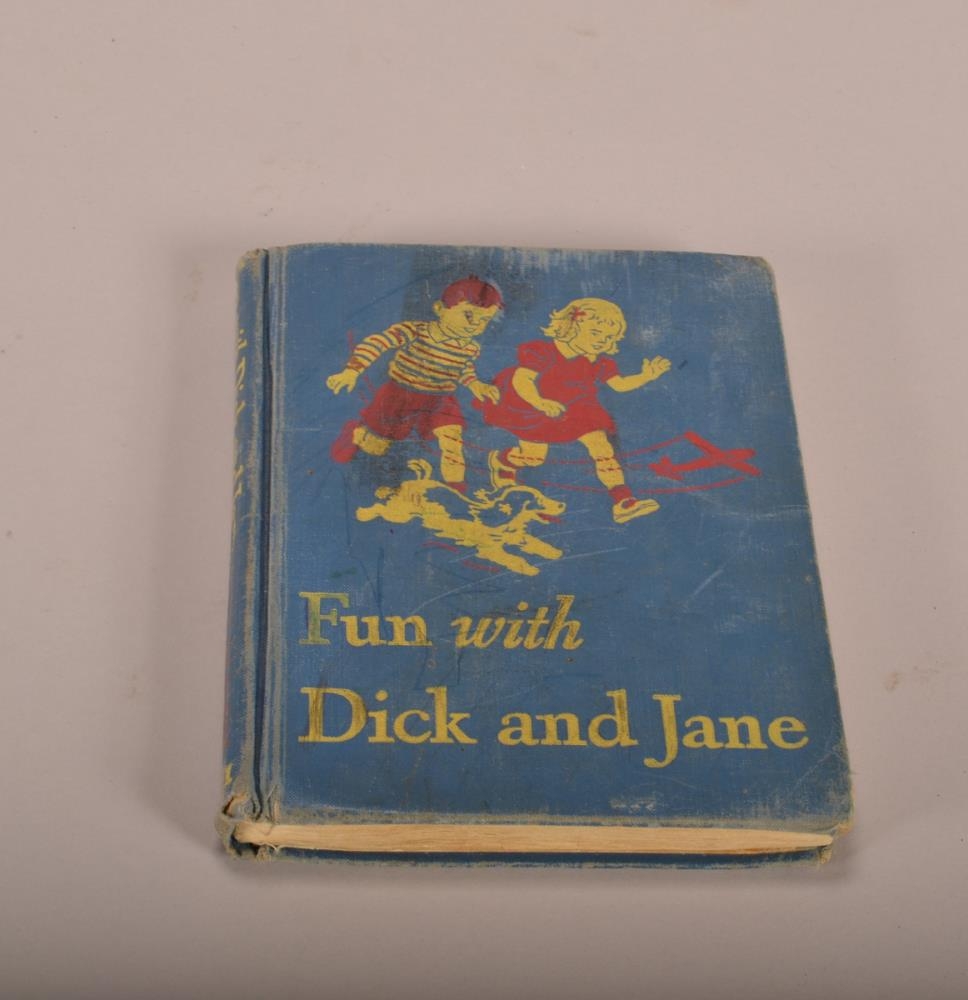 Fun with
Dick and Jane